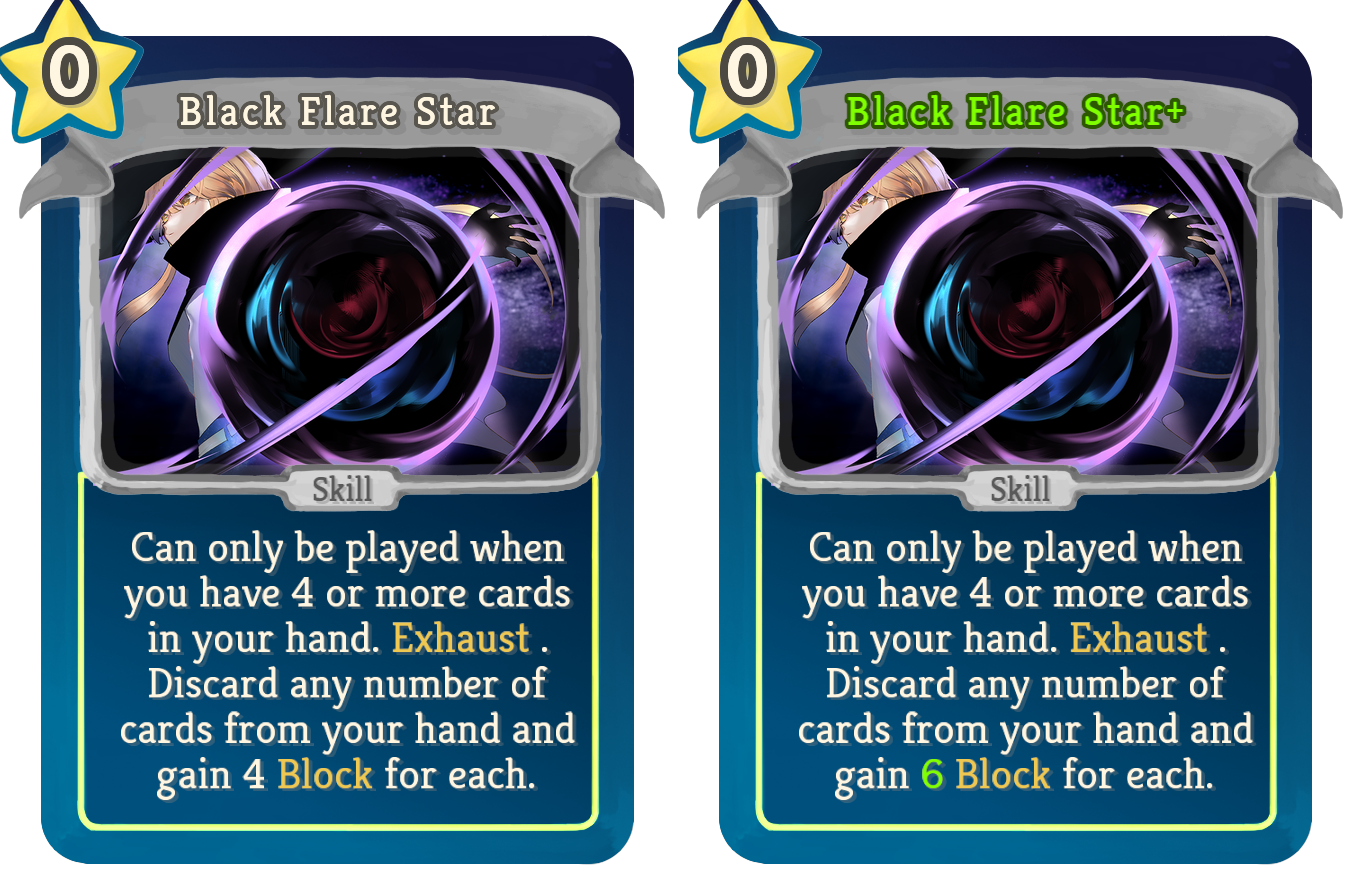 0
Black Flare Star
Skill
Can only be played when
you have 4 or more cards
in your hand. Exhaust .
Discard any number of
cards from your hand and
gain 4 Block for each.
0
Black Flare Star+
Skill
Can only be played when
you have 4 or more cards
in your hand. Exhaust .
Discard any number of
cards from your hand and
gain 6 Block for each.